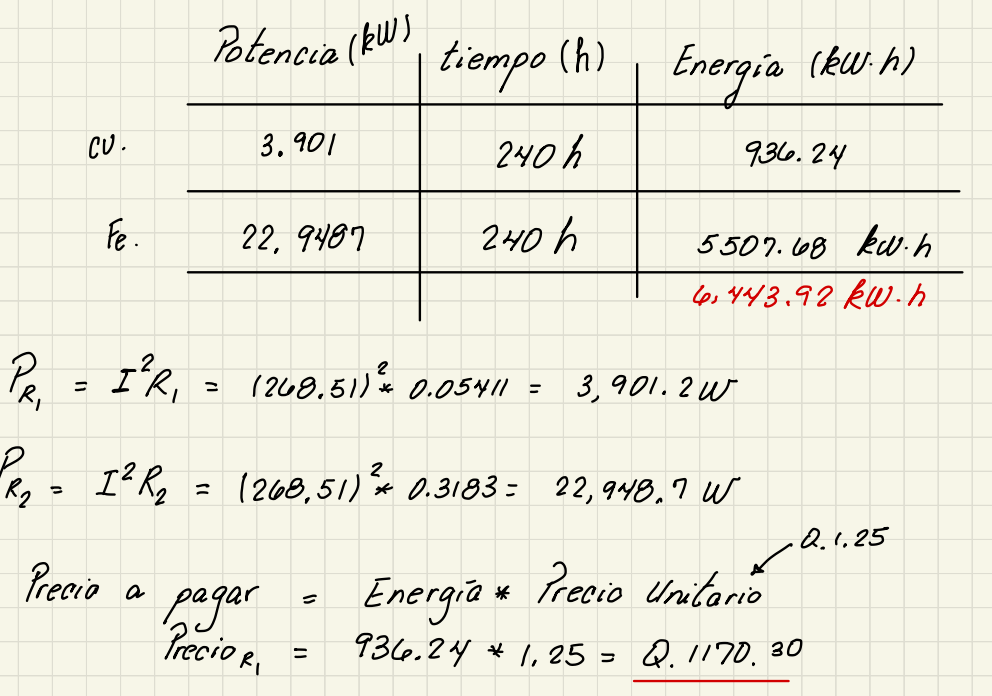 Potencia (kW) tiempo (h) Energía (kW·h)
cu. 3.901 240 h 936.24
Fe. 22.9487 240 h 5507.68 kW·h
6,443.92 kW·h
P_R₁ = I²R₁ = (268.51)² * 0.05411 = 3,901.2 W
P_R₂ = I²R₂ = (268.51)² * 0.3183 = 22,948.7 W
Q.1.25
Precio a pagar = Energía * Precio Unitario
Precio_R₁ = 936.24 * 1.25 = Q. 1170.30